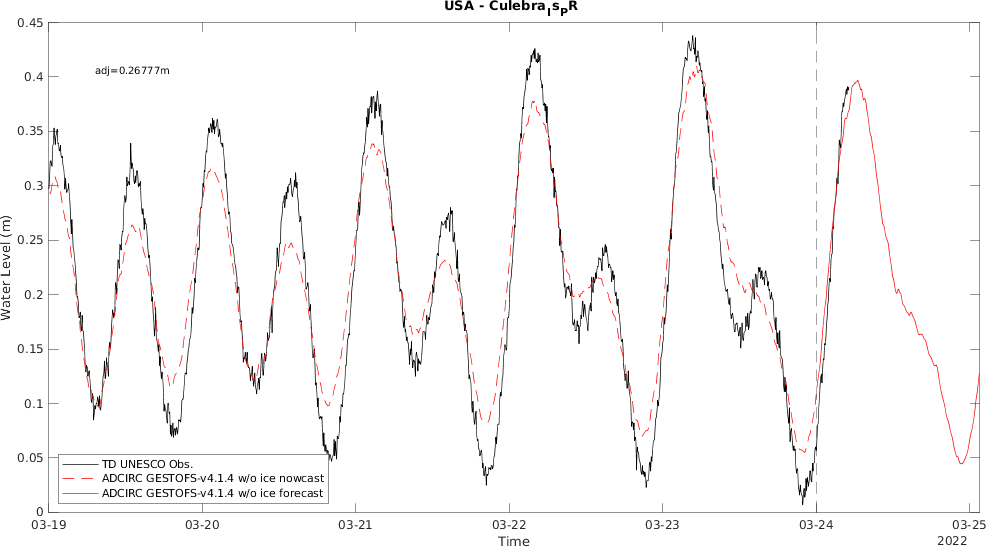 USA - CulebraIsPR
0.45
0.4
0.35
0.3
0.25
0.2
0.15
0.1
0.05
0
Water Level (m)
adj=0.26777m
TD UNESCO Obs.
ADCIRC GESTOFS-v4.1.4 w/o ice nowcast
ADCIRC GESTOFS-v4.1.4 w/o ice forecast
03-19 03-20 03-21 03-22 03-23 03-24 03-25
Time
2022